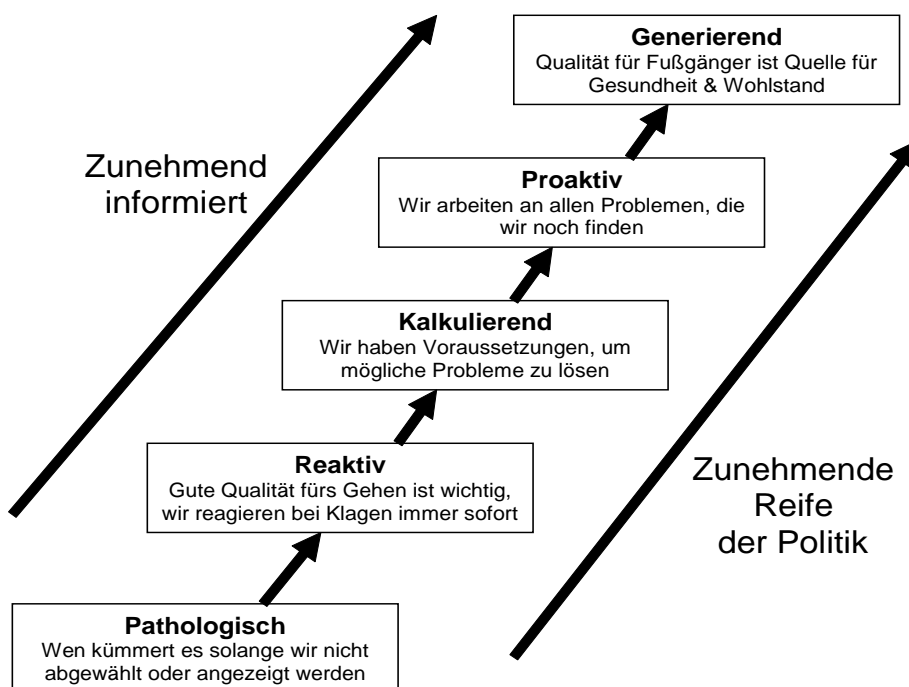 Generierend
Qualität für Fußgänger ist Quelle für
Gesundheit & Wohlstand
Zunehmend
informiert
Proaktiv
Wir arbeiten an allen Problemen, die
wir noch finden
Kalkulierend
Wir haben Voraussetzungen, um
mögliche Probleme zu lösen
Reaktiv
Gute Qualität fürs Gehen ist wichtig,
wir reagieren bei Klagen immer sofort
Zunehmende
Reife
der Politik
Pathologisch
Wen kümmert es solange wir nicht
abgewählt oder angezeigt werden